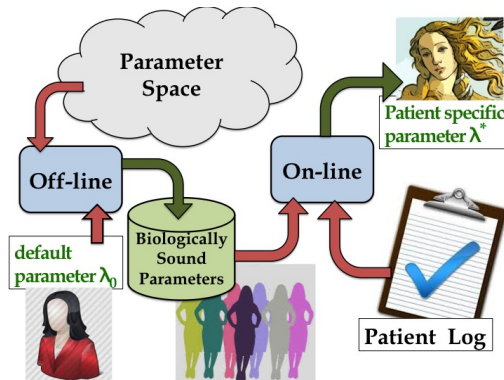 Parameter
Space
Off-line
On-line
Patient specific
parameter λ*
default
parameter λ0
Biologically
Sound
Parameters
Patient Log